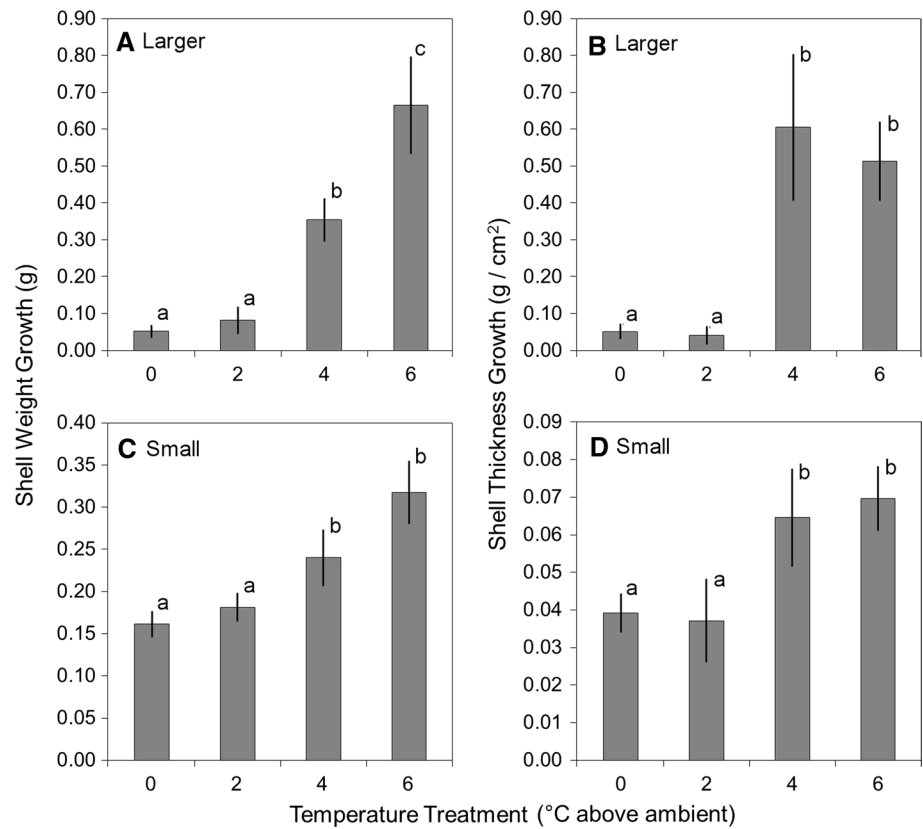 Shell Weight Growth (g)
Shell Thickness Growth (g / cm²)
A Larger
0.90
0.80
0.70
0.60
0.50
0.40
0.30
0.20
0.10
0.00
a
a
b
c
0 2 4 6
B Larger
0.90
0.80
0.70
0.60
0.50
0.40
0.30
0.20
0.10
0.00
a
a
b
b
0 2 4 6
C Small
0.40
0.35
0.30
0.25
0.20
0.15
0.10
0.05
0.00
a
a
b
b
0 2 4 6
D Small
0.09
0.08
0.07
0.06
0.05
0.04
0.03
0.02
0.01
0.00
a
a
b
b
0 2 4 6
Temperature Treatment (°C above ambient)